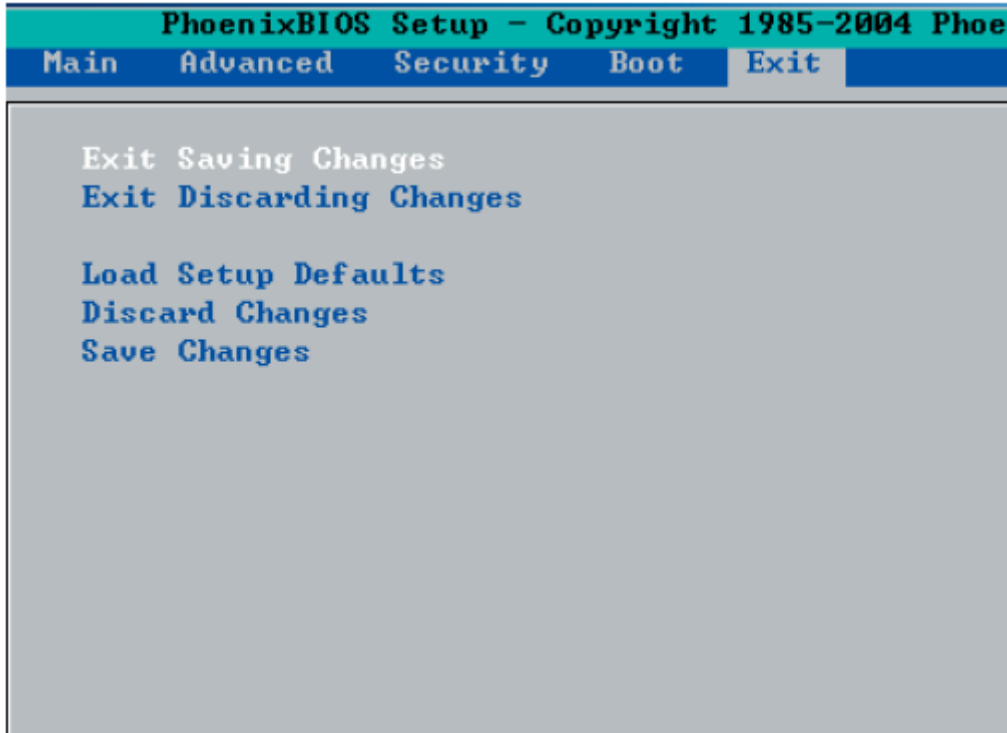 PhoenixBIOS Setup - Copyright 1985-2004 Phoe
Main Advanced Security Boot Exit
Exit Saving Changes
Exit Discarding Changes
Load Setup Defaults
Discard Changes
Save Changes